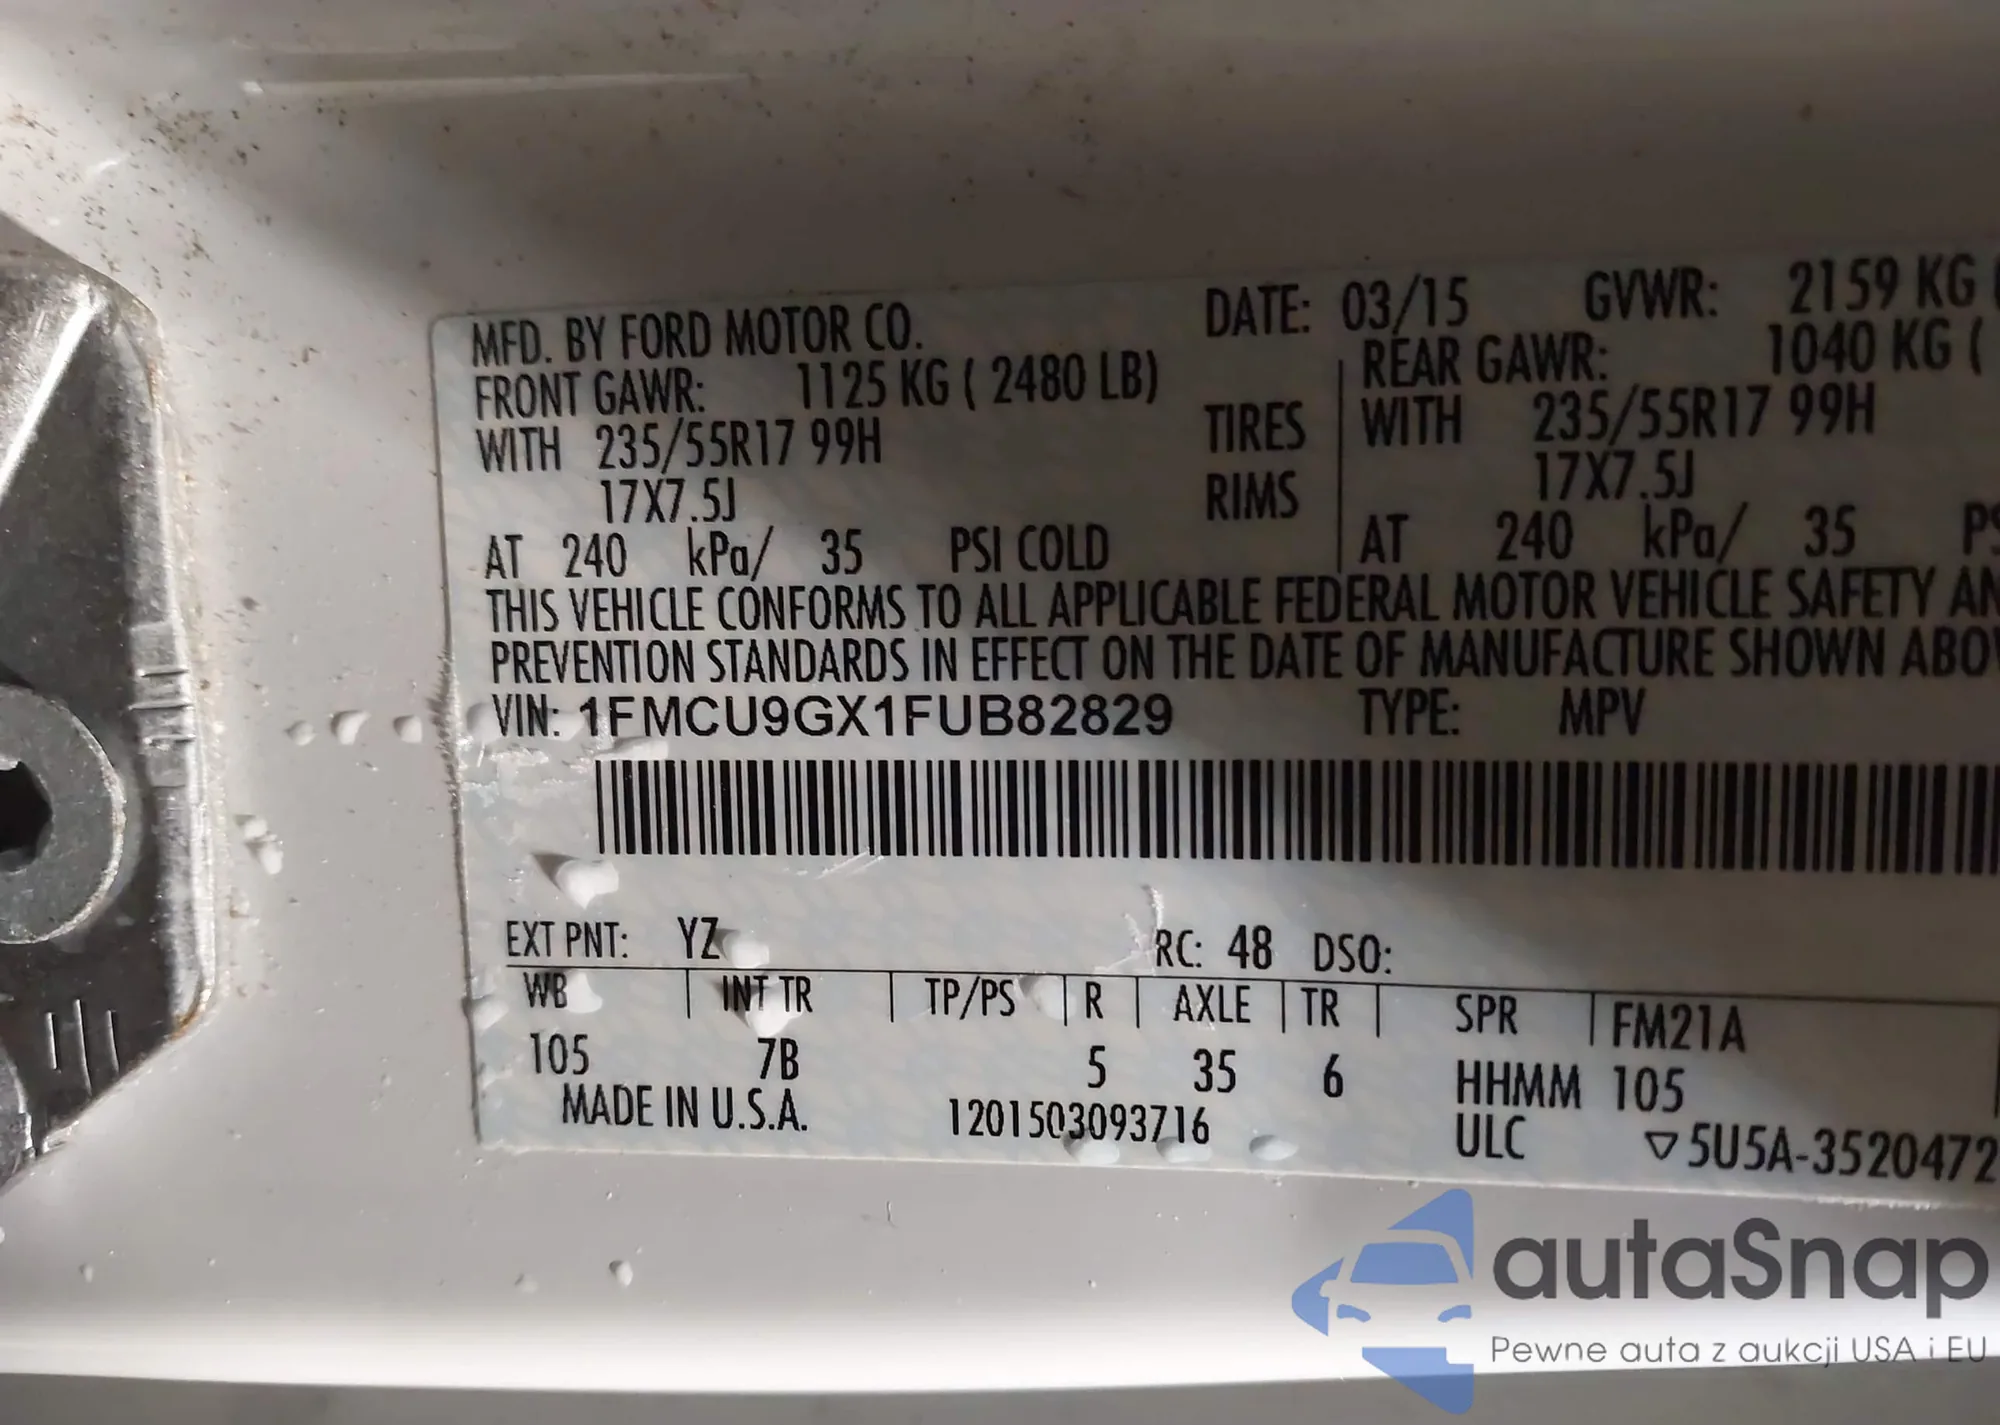 MFD. BY FORD MOTOR CO. DATE: 03/15 GVWR: 2159 KG (
FRONT GAWR: 1125 KG ( 2480 LB) REAR GAWR: 1040 KG (
WITH 235/55R17 99H TIRES WITH 235/55R17 99H
17X7.5J RIMS 17X7.5J
AT 240 kPa/ 35 PSI COLD AT 240 kPa/ 35 PS
THIS VEHICLE CONFORMS TO ALL APPLICABLE FEDERAL MOTOR VEHICLE SAFETY AN
PREVENTION STANDARDS IN EFFECT ON THE DATE OF MANUFACTURE SHOWN ABO
VIN: 1FMCU9GX1FUB82829 TYPE: MPV
EXT PNT: YZ RC: 48 DSO:
WB INT TR TP/PS R AXLE TR SPR FM21A
105 7B 5 35 6 HHMM 105
MADE IN U.S.A. 1201503093716 ULC ▽5U5A-3520472
autaSnap
Pewne auta z aukcji USA i EU